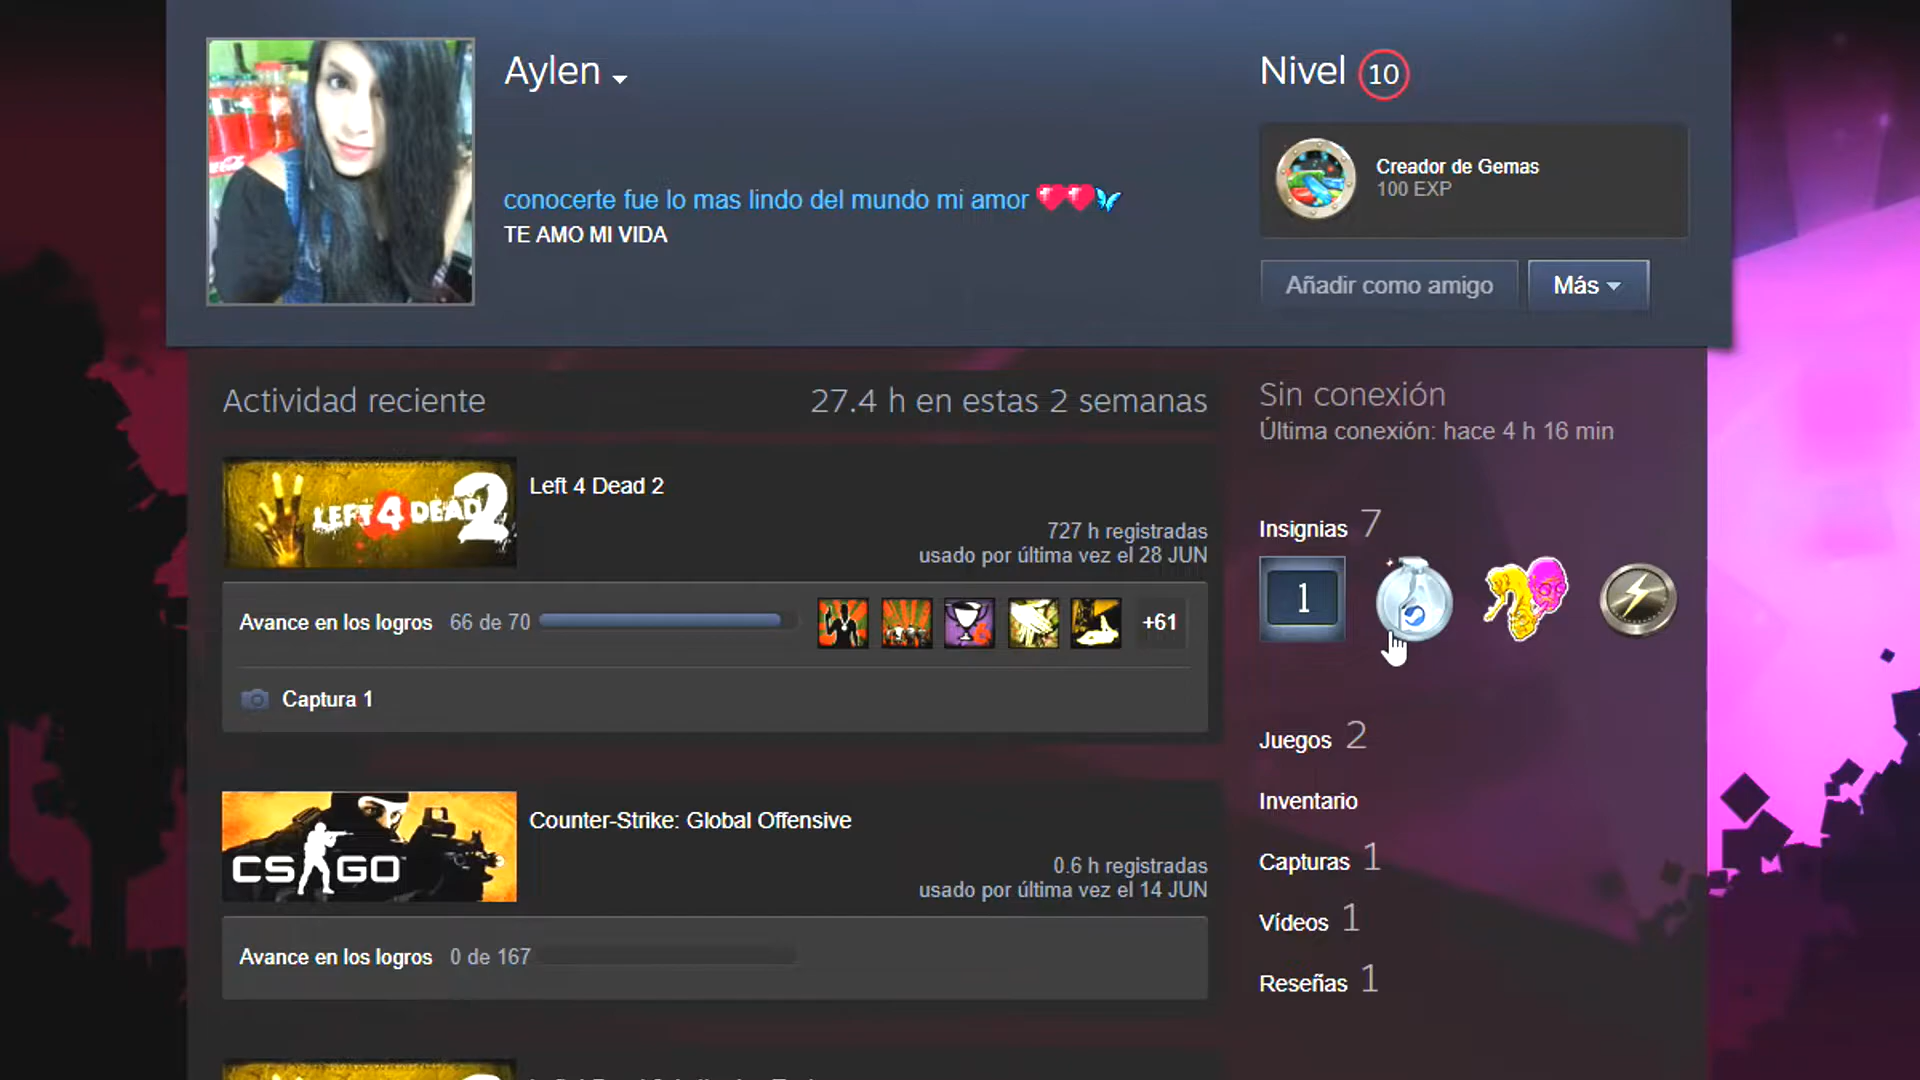 Aylen
conocerte fue lo mas lindo del mundo mi amor
TE AMO MI VIDA
Nivel 10
Creador de Gemas
100 EXP
Añadir como amigo
Más
Actividad reciente
27.4 h en estas 2 semanas
LEFT 4 DEAD 2
Left 4 Dead 2
727 h registradas
usado por última vez el 28 JUN
Avance en los logros 66 de 70
+61
Captura 1
CS GO
Counter-Strike: Global Offensive
0.6 h registradas
usado por última vez el 14 JUN
Avance en los logros 0 de 167
Sin conexión
Última conexión: hace 4 h 16 min
Insignias 7
1
Juegos 2
Inventario
Capturas 1
Vídeos 1
Reseñas 1